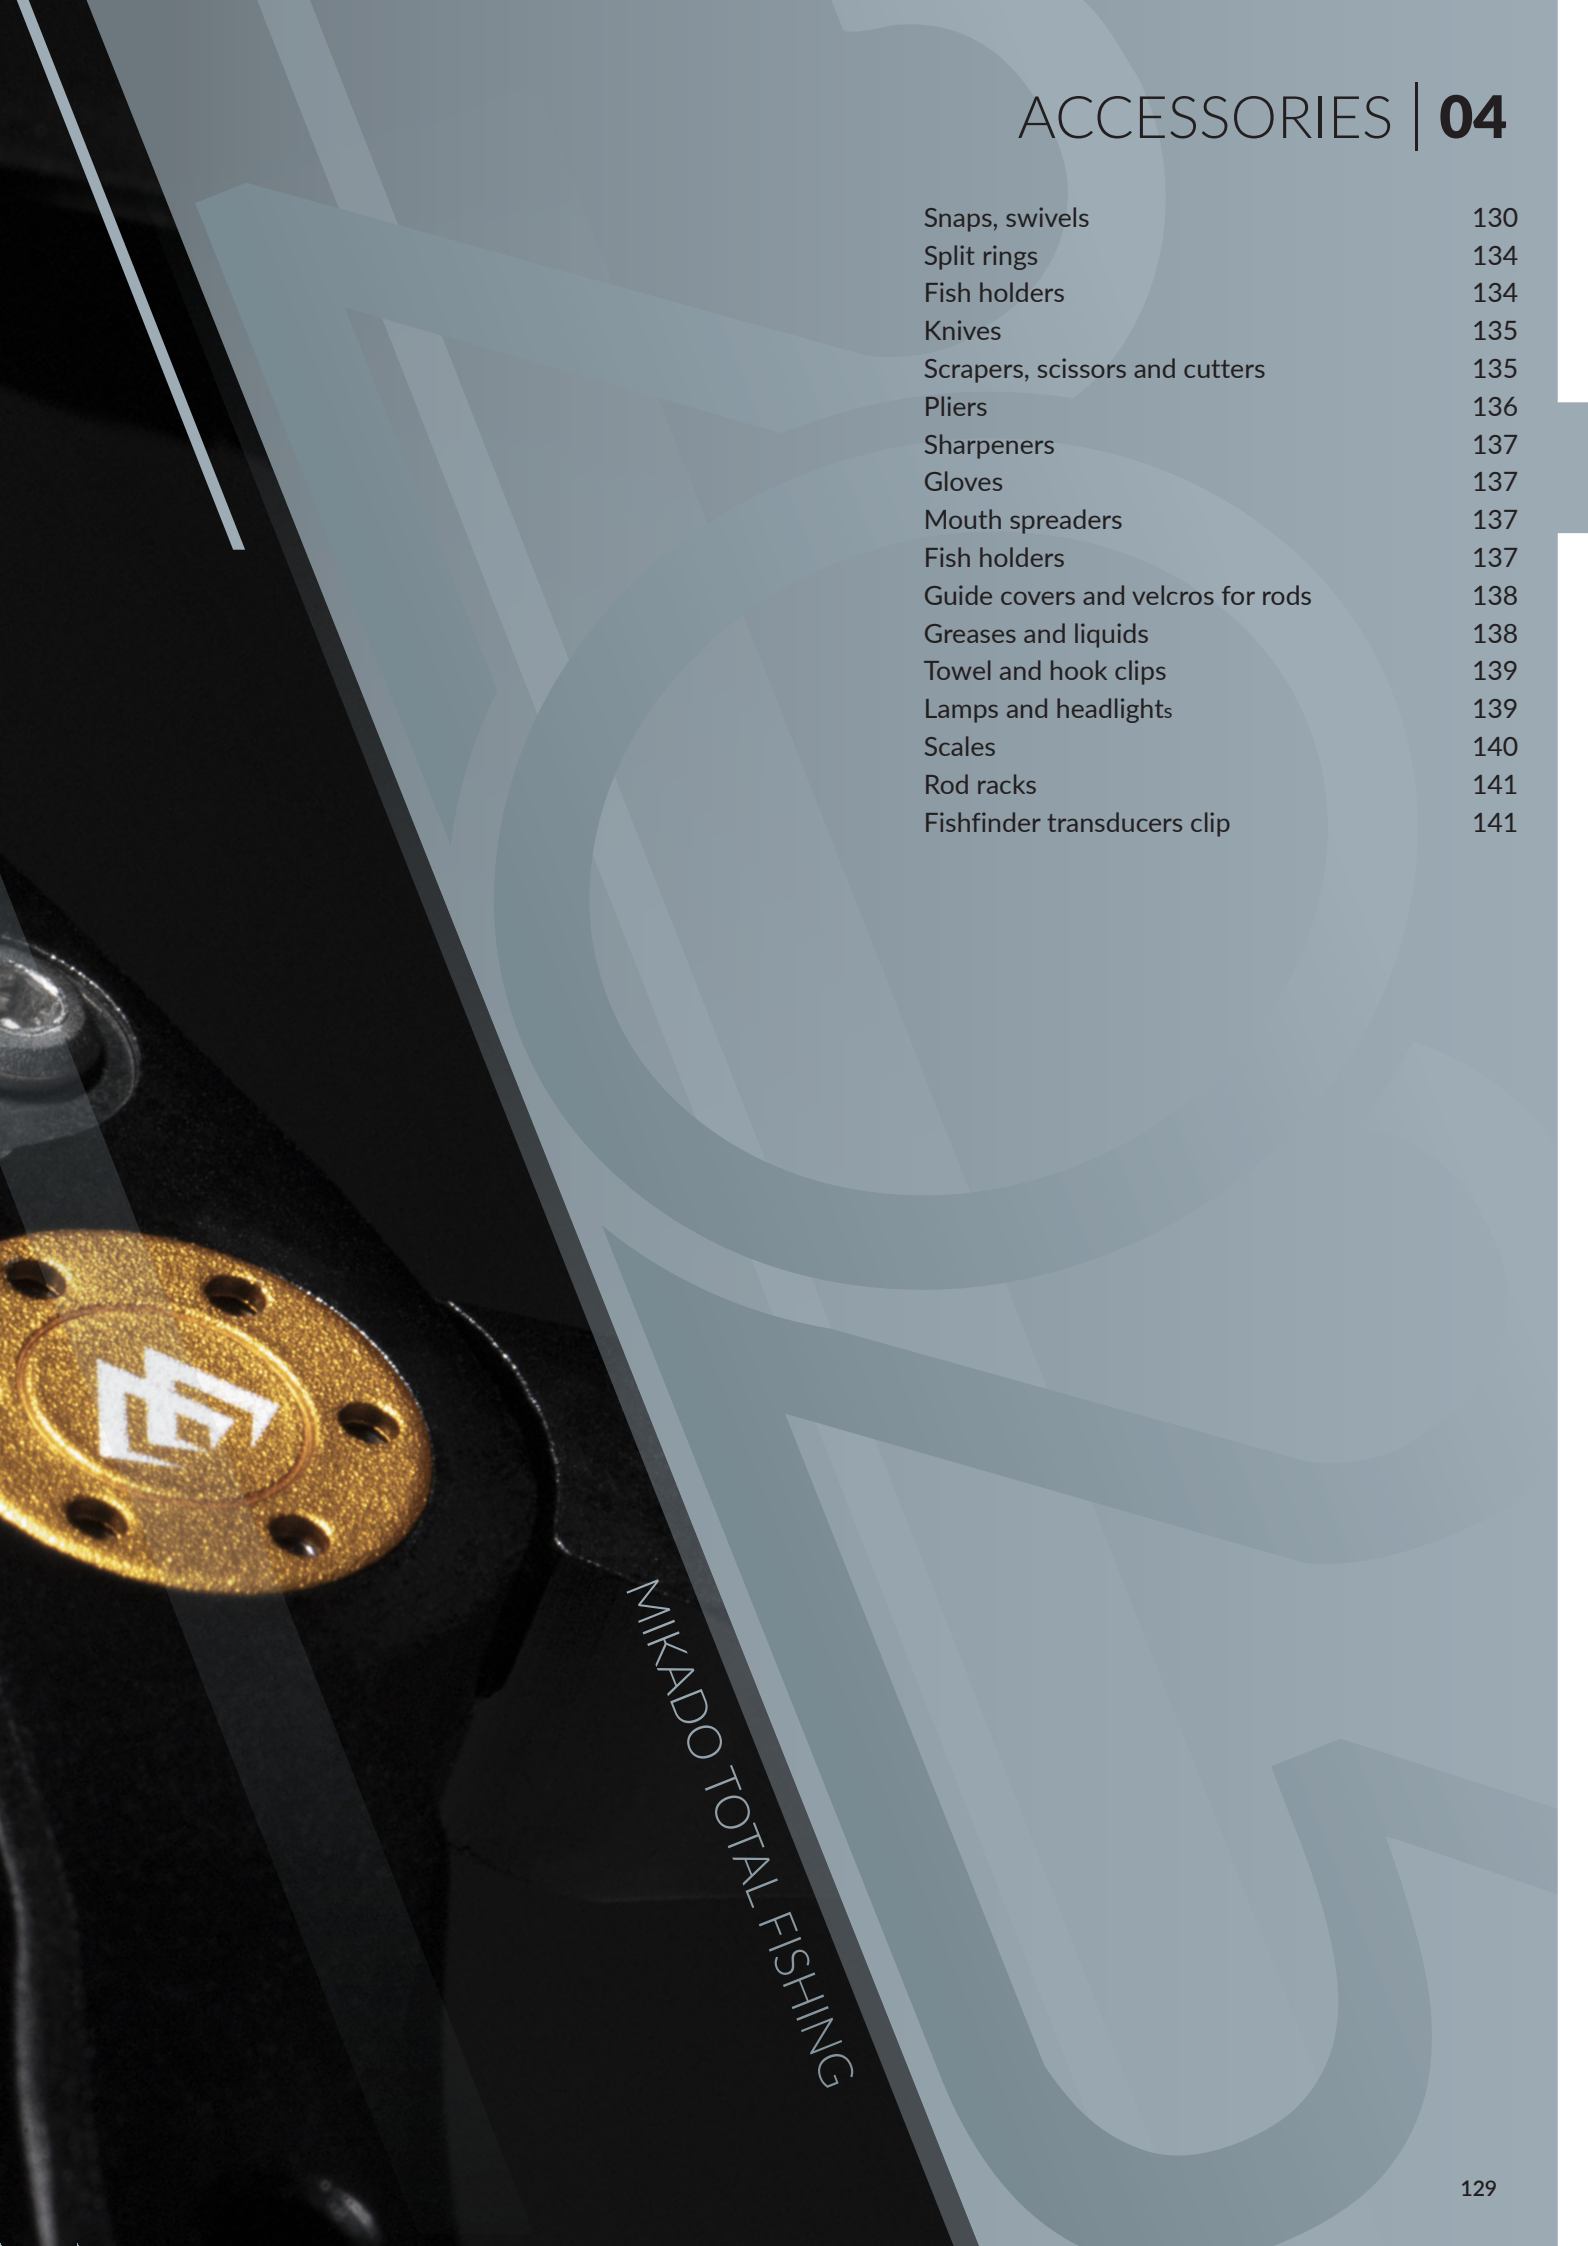 ACCESSORIES | 04
Snaps, swivels 130
Split rings 134
Fish holders 134
Knives 135
Scrapers, scissors and cutters 135
Pliers 136
Sharpeners 137
Gloves 137
Mouth spreaders 137
Fish holders 137
Guide covers and velcros for rods 138
Greases and liquids 138
Towel and hook clips 139
Lamps and headlights 139
Scales 140
Rod racks 141
Fishfinder transducers clip 141
MIKADO TOTAL FISHING
129